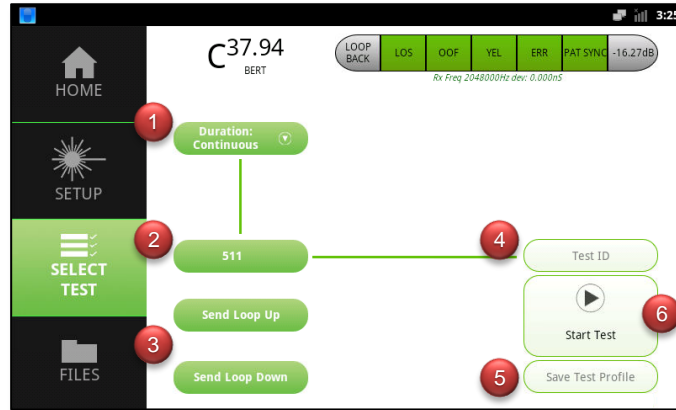 3:25
HOME
SETUP
SELECT
TEST
FILES
C37.94
BERT
LOOP
BACK
LOS
OOF
YEL
ERR
PAT SYNC
-16.27dB
Rx Freq 2048000Hz dev: 0.000nS
1
Duration:
Continuous
2
511
3
Send Loop Up
Send Loop Down
4
Test ID
Start Test
6
5
Save Test Profile